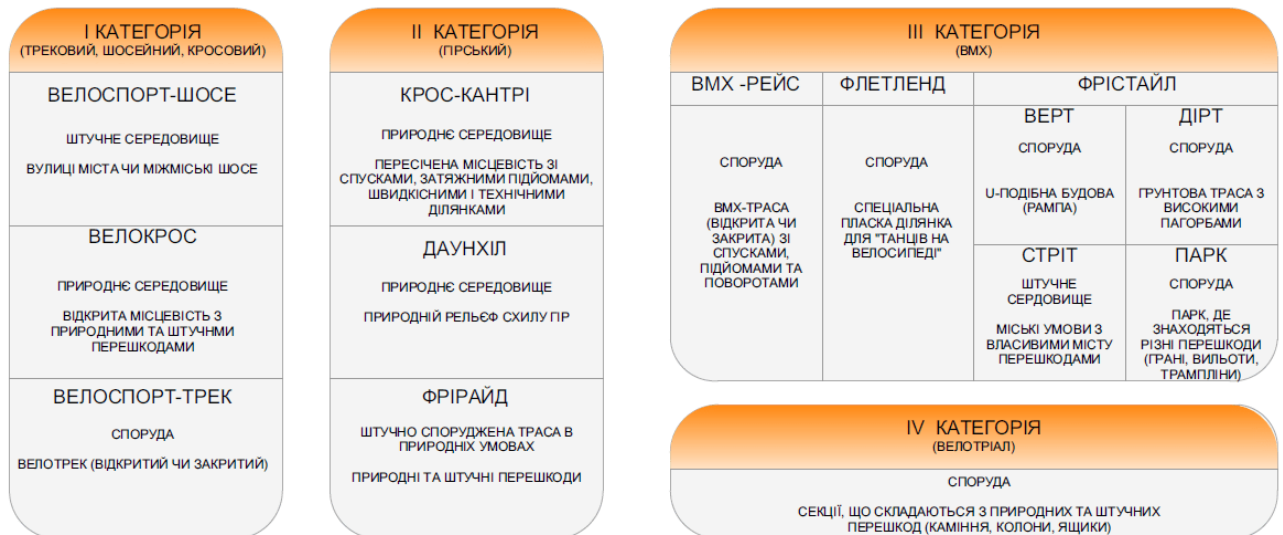 І КАТЕГОРІЯ
(ТРЕКОВИЙ, ШОСЕЙНИЙ, КРОСОВИЙ)
ВЕЛОСПОРТ-ШОСЕ
ШТУЧНЕ СЕРЕДОВИЩЕ
ВУЛИЦІ МІСТА ЧИ МІЖМІСЬКІ ШОСЕ
ВЕЛОКРОС
ПРИРОДНЄ СЕРЕДОВИЩЕ
ВІДКРИТА МІСЦЕВІСТЬ З
ПРИРОДНИМИ ТА ШТУЧНМИ
ПЕРЕШКОДАМИ
ВЕЛОСПОРТ-ТРЕК
СПОРУДА
ВЕЛОТРЕК (ВІДКРИТИЙ ЧИ ЗАКРИТИЙ)
ІІ КАТЕГОРІЯ
(ГІРСЬКИЙ)
КРОС-КАНТРІ
ПРИРОДНЄ СЕРЕДОВИЩЕ
ПЕРЕСІЧЕНА МІСЦЕВІСТЬ ЗІ
СПУСКАМИ, ЗАТЯЖНИМИ ПІДЙОМАМИ,
ШВИДКІСНИМИ І ТЕХНІЧНИМИ
ДІЛЯНКАМИ
ДАУНХІЛ
ПРИРОДНЄ СЕРЕДОВИЩЕ
ПРИРОДНІЙ РЕЛЬЄФ СХИЛУ ГІР
ФРІРАЙД
ШТУЧНО СПОРУДЖЕНА ТРАСА В
ПРИРОДНІХ УМОВАХ
ПРИРОДНІ ТА ШТУЧНІ ПЕРЕШКОДИ
ІІІ КАТЕГОРІЯ
(ВМХ)
ВМХ -РЕЙС
СПОРУДА
ВМХ-ТРАСА
(ВІДКРИТА ЧИ
ЗАКРИТА) ЗІ
СПУСКАМИ,
ПІДЙОМАМИ ТА
ПОВОРОТАМИ
ФЛЕТЛЕНД
СПОРУДА
СПЕЦІАЛЬНА
ПЛАСКА ДІЛЯНКА
ДЛЯ "ТАНЦІВ НА
ВЕЛОСИПЕДІ"
ФРІСТАЙЛ
ВЕРТ
СПОРУДА
U-ПОДІБНА БУДОВА
(РАМПА)
ДІРТ
СПОРУДА
ГРУНТОВА ТРАСА З
ВИСОКИМИ
ПАГОРБАМИ
СТРІТ
ШТУЧНЕ
СЕРДОВИЩЕ
МІСЬКІ УМОВИ З
ВЛАСИВИМИ МІСТУ
ПЕРЕШКОДАМИ
ПАРК
СПОРУДА
ПАРК, ДЕ
ЗНАХОДЯТЬСЯ
РІЗНІ ПЕРЕШКОДИ
(ГРАНІ, ВИЛЬОТИ,
ТРАМПЛІНИ)
IV КАТЕГОРІЯ
(ВЕЛОТРІАЛ)
СПОРУДА
СЕКЦІЇ, ЩО СКЛАДАЮТЬСЯ З ПРИРОДНИХ ТА ШТУЧНИХ
ПЕРЕШКОД (КАМІННЯ, КОЛОНИ, ЯЩИКИ)